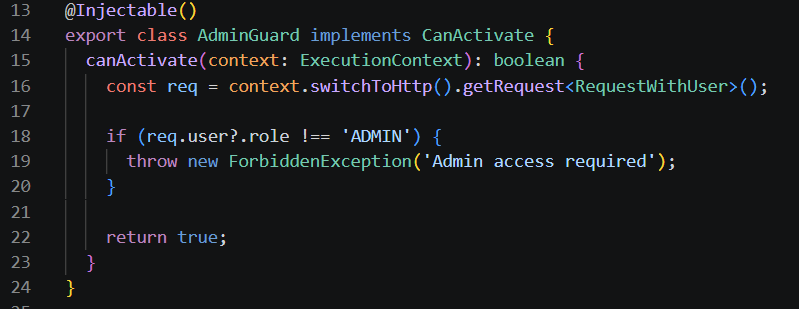 13 @Injectable()
14 export class AdminGuard implements CanActivate {
15   canActivate(context: ExecutionContext): boolean {
16     const req = context.switchToHttp().getRequest<RequestWithUser>();
17
18     if (req.user?.role !== 'ADMIN') {
19       throw new ForbiddenException('Admin access required');
20     }
21
22     return true;
23   }
24 }